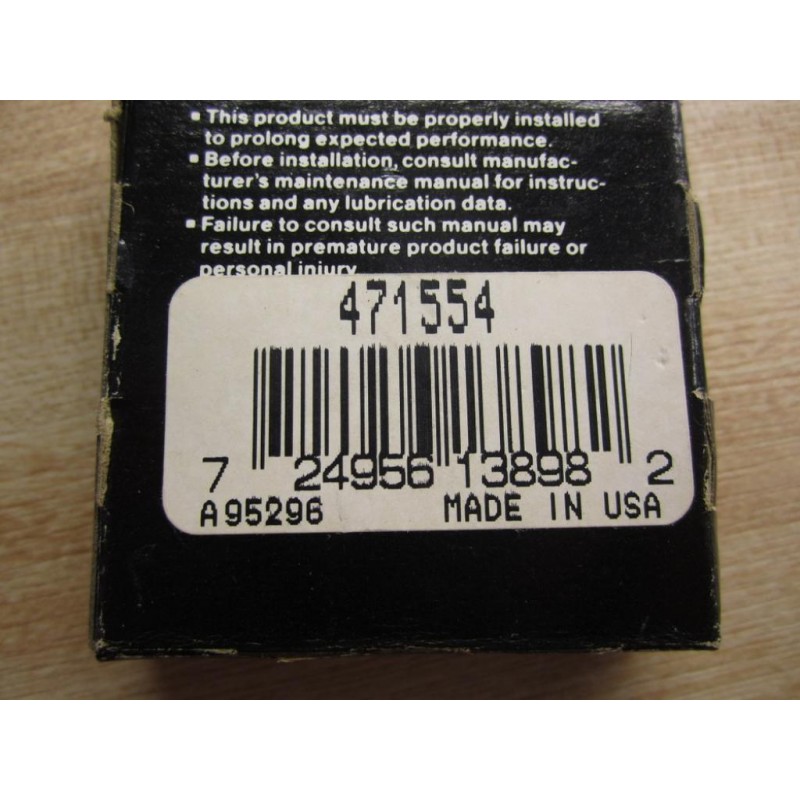 ▪ This product must be properly installed
to prolong expected performance.
▪ Before installation, consult manufac-
turer's maintenance manual for instruc-
tions and any lubrication data.
▪ Failure to consult such manual may
result in premature product failure or
personal injury
471554
7 24956 13898 2
A95296 MADE IN USA